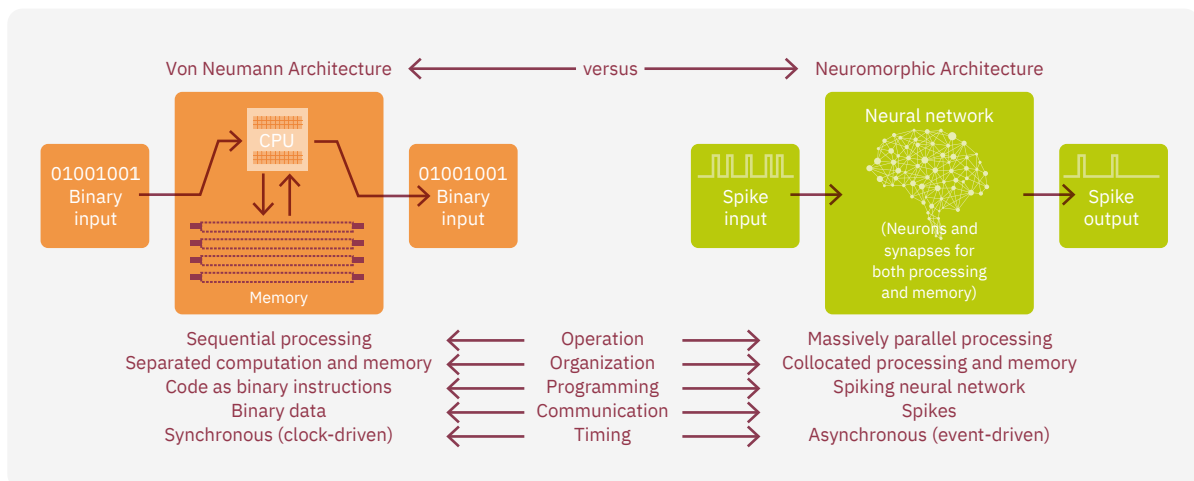 Von Neumann Architecture versus Neuromorphic Architecture
CPU
01001001
Binary
input
Memory
01001001
Binary
input
Spike
input
Neural network
(Neurons and
synapses for
both processing
and memory)
Spike
output
Sequential processing Operation Massively parallel processing
Separated computation and memory Organization Collocated processing and memory
Code as binary instructions Programming Spiking neural network
Binary data Communication Spikes
Synchronous (clock-driven) Timing Asynchronous (event-driven)